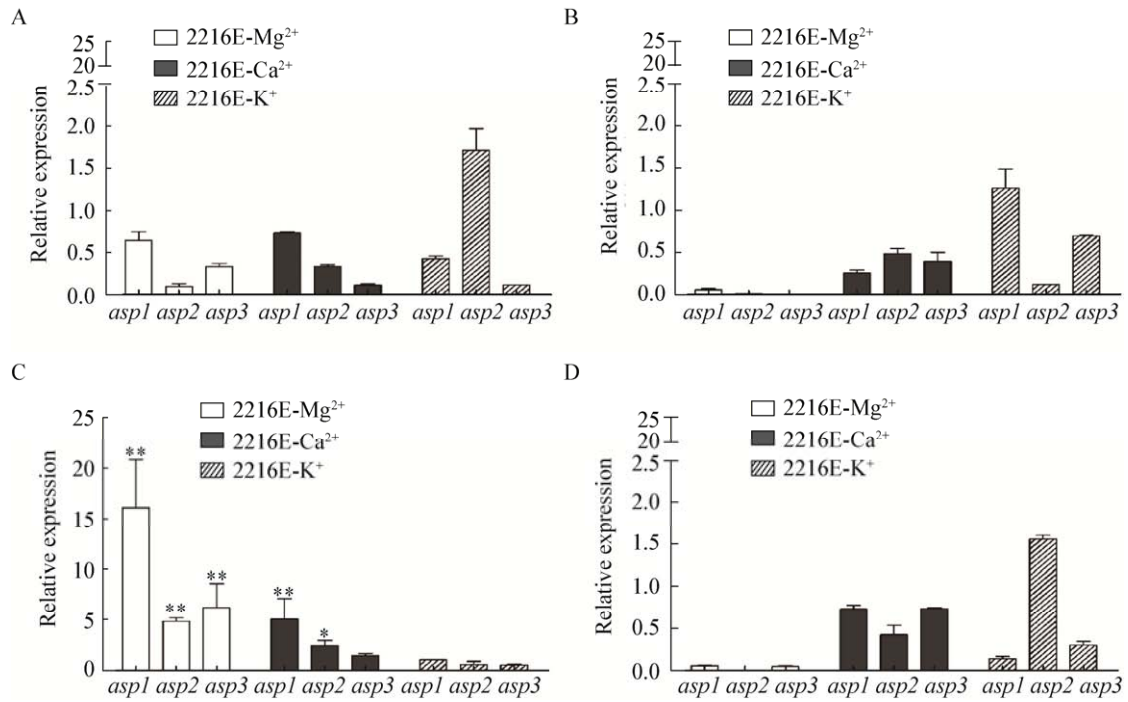 A
2216E-Mg²⁺
2216E-Ca²⁺
2216E-K⁺
25
20
2.5
2.0
1.5
1.0
0.5
0.0
Relative expression
asp1 asp2 asp3 asp1 asp2 asp3 asp1 asp2 asp3
B
2216E-Mg²⁺
2216E-Ca²⁺
2216E-K⁺
25
20
2.5
2.0
1.5
1.0
0.5
0.0
Relative expression
asp1 asp2 asp3 asp1 asp2 asp3 asp1 asp2 asp3
C
2216E-Mg²⁺
2216E-Ca²⁺
2216E-K⁺
25
20
15
10
5
0
Relative expression
** ** ** ** *
asp1 asp2 asp3 asp1 asp2 asp3 asp1 asp2 asp3
D
2216E-Mg²⁺
2216E-Ca²⁺
2216E-K⁺
25
20
2.5
2.0
1.5
1.0
0.5
0.0
Relative expression
asp1 asp2 asp3 asp1 asp2 asp3 asp1 asp2 asp3